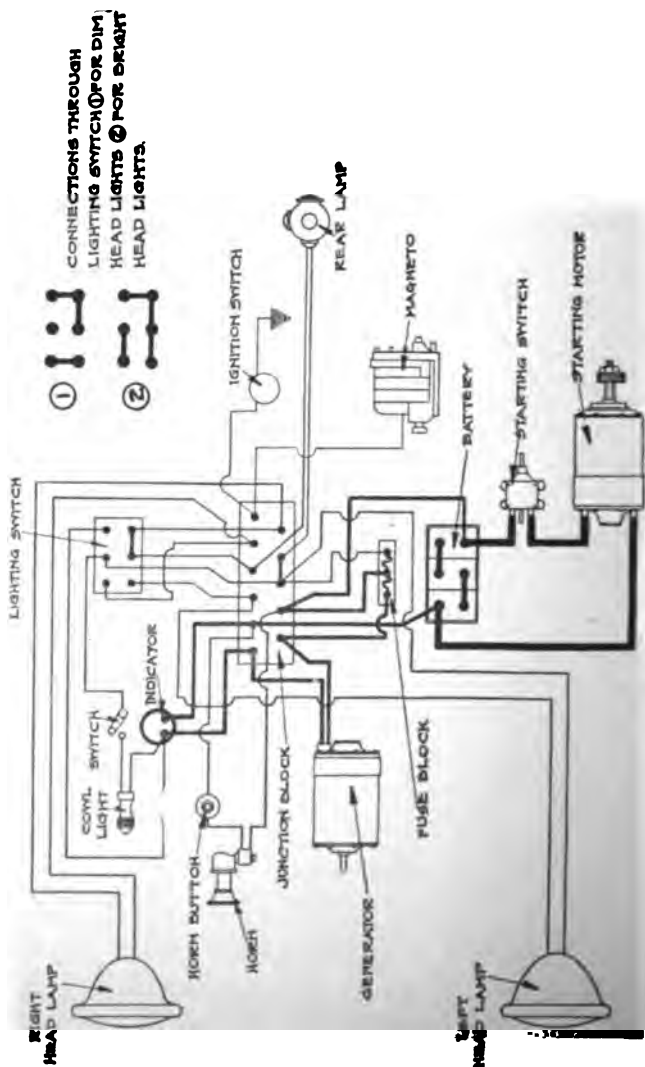 ① CONNECTIONS THROUGH
LIGHTING SWITCH ① FOR DIM
② HEAD LIGHTS ② FOR BRIGHT
HEAD LIGHTS.
LIGHTING SWITCH
IGNITION SWITCH
REAR LAMP
MAGNETO
SWITCH
INDICATOR
COWL
LIGHT
BATTERY
STARTING SWITCH
STARTING MOTOR
HORN BUTTON
JUNCTION BLOCK
FUSE BLOCK
HORN
GENERATOR
RIGHT
HEAD LAMP
LEFT
HEAD LAMP